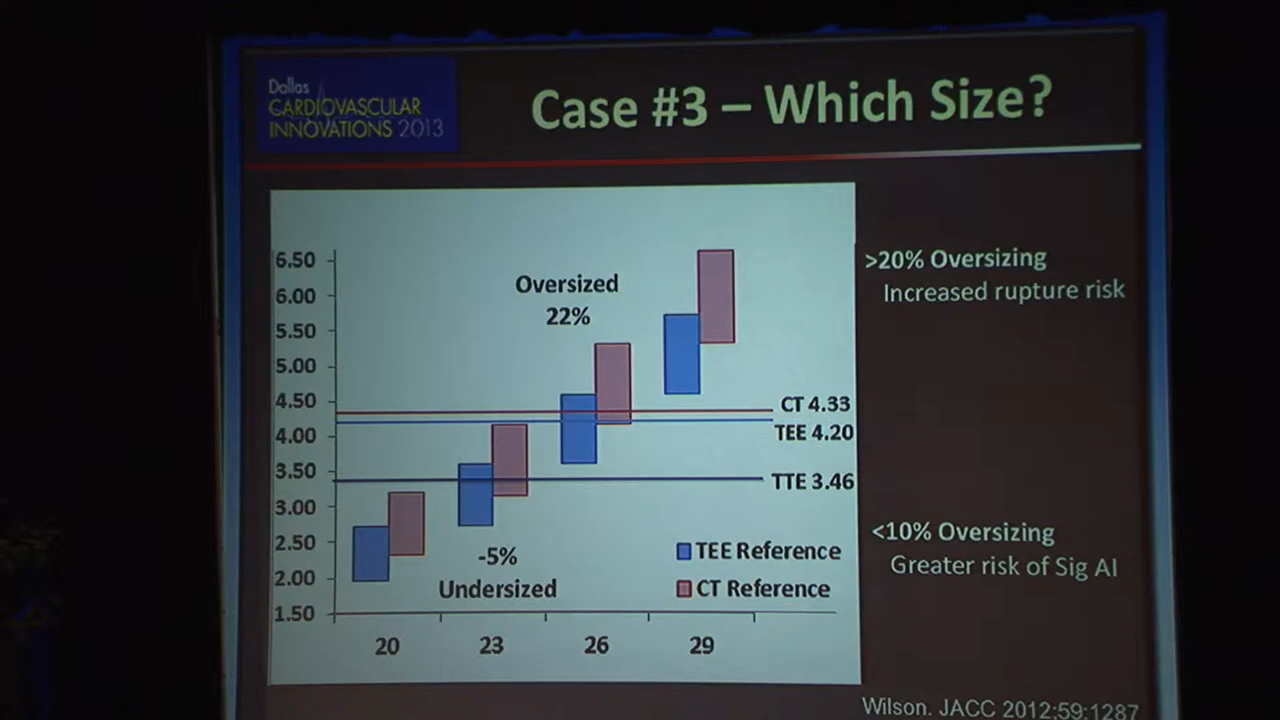 Dallas
CARDIOVASCULAR
INNOVATIONS 2013
Case #3 – Which Size?
6.50
6.00
5.50
5.00
4.50
4.00
3.50
3.00
2.50
2.00
1.50
Oversized
22%
CT 4.33
TEE 4.20
TTE 3.46
-5%
Undersized
TEE Reference
CT Reference
20 23 26 29
>20% Oversizing
Increased rupture risk
<10% Oversizing
Greater risk of Sig AI
Wilson. JACC 2012;59:1287